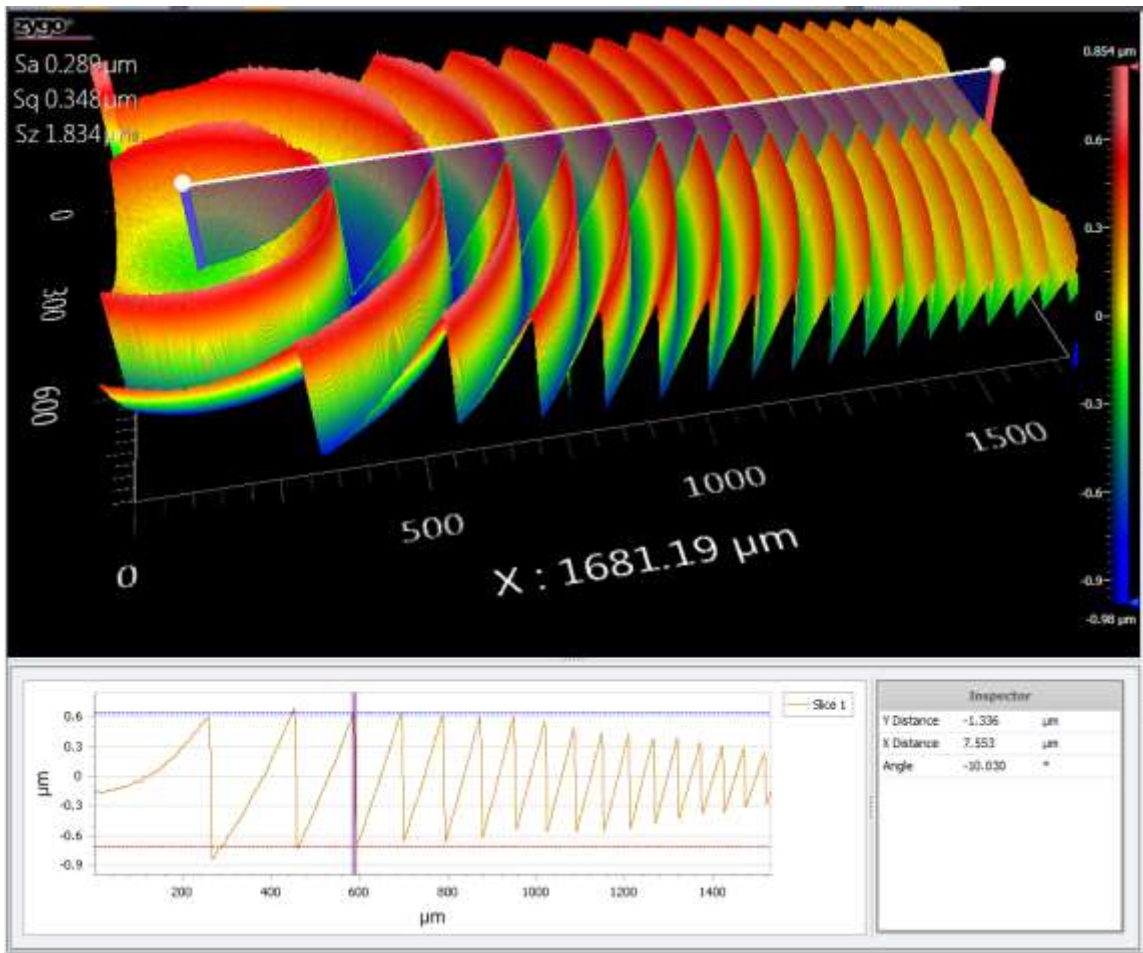 zygo
Sa 0.289 µm
Sq 0.348 µm
Sz 1.834 µm
0
300
600
0
500
1000
1500
X : 1681.19 µm
0.854 µm
0.6
0.3
0
-0.3
-0.6
-0.9
-0.98 µm
0.6
0.3
0
-0.3
-0.6
-0.9
µm
200
400
600
800
1000
1200
1400
µm
Slice 1
Inspector
Y Distance -1.336 µm
X Distance 7.553 µm
Angle -10.030 °